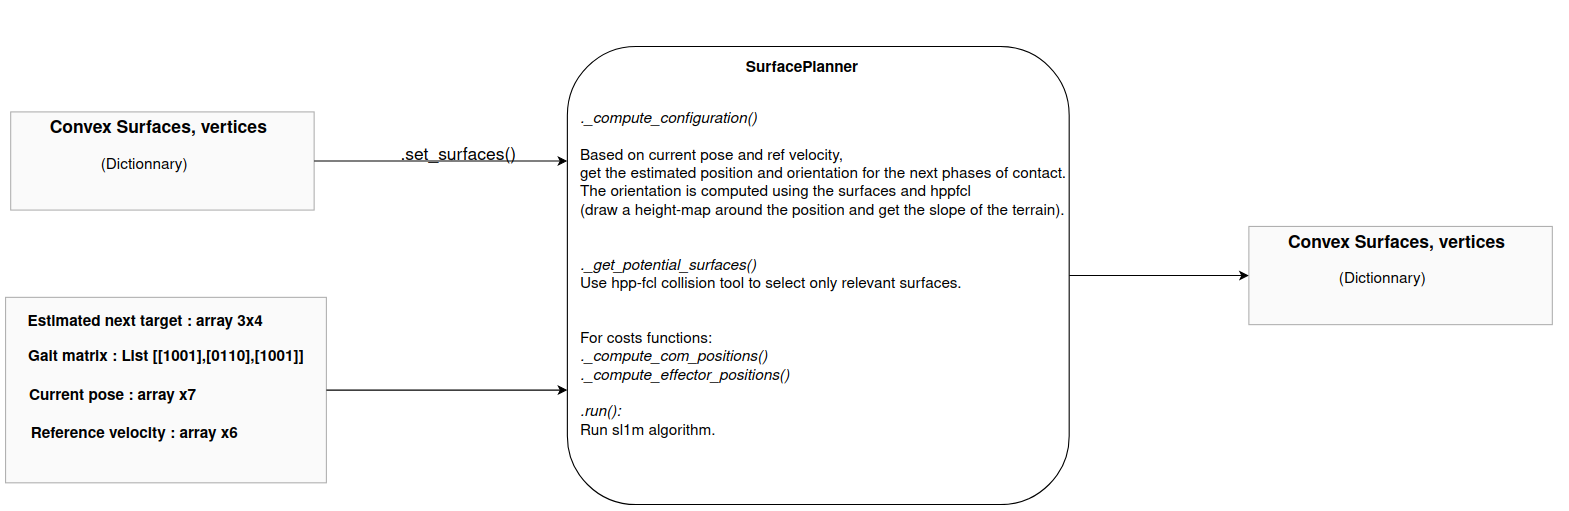 Convex Surfaces, vertices
(Dictionnary)
.set_surfaces()
Estimated next target : array 3x4
Gait matrix : List [[1001],[0110],[1001]]
Current pose : array x7
Reference velocity : array x6
SurfacePlanner
._compute_configuration()
Based on current pose and ref velocity,
get the estimated position and orientation for the next phases of contact.
The orientation is computed using the surfaces and hppfcl
(draw a height-map around the position and get the slope of the terrain).
._get_potential_surfaces()
Use hpp-fcl collision tool to select only relevant surfaces.
For costs functions:
._compute_com_positions()
._compute_effector_positions()
.run():
Run sl1m algorithm.
Convex Surfaces, vertices
(Dictionnary)